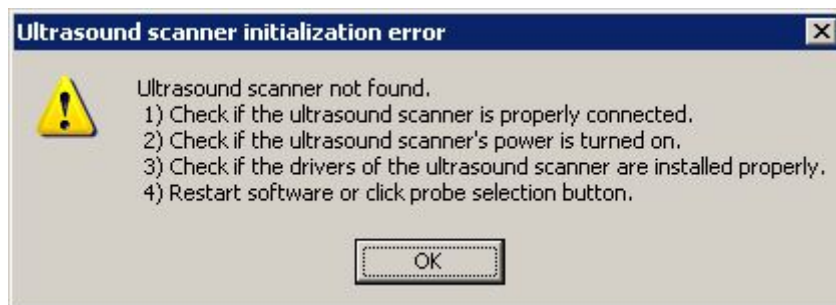 Ultrasound scanner initialization error
Ultrasound scanner not found.
1) Check if the ultrasound scanner is properly connected.
2) Check if the ultrasound scanner's power is turned on.
3) Check if the drivers of the ultrasound scanner are installed properly.
4) Restart software or click probe selection button.
OK